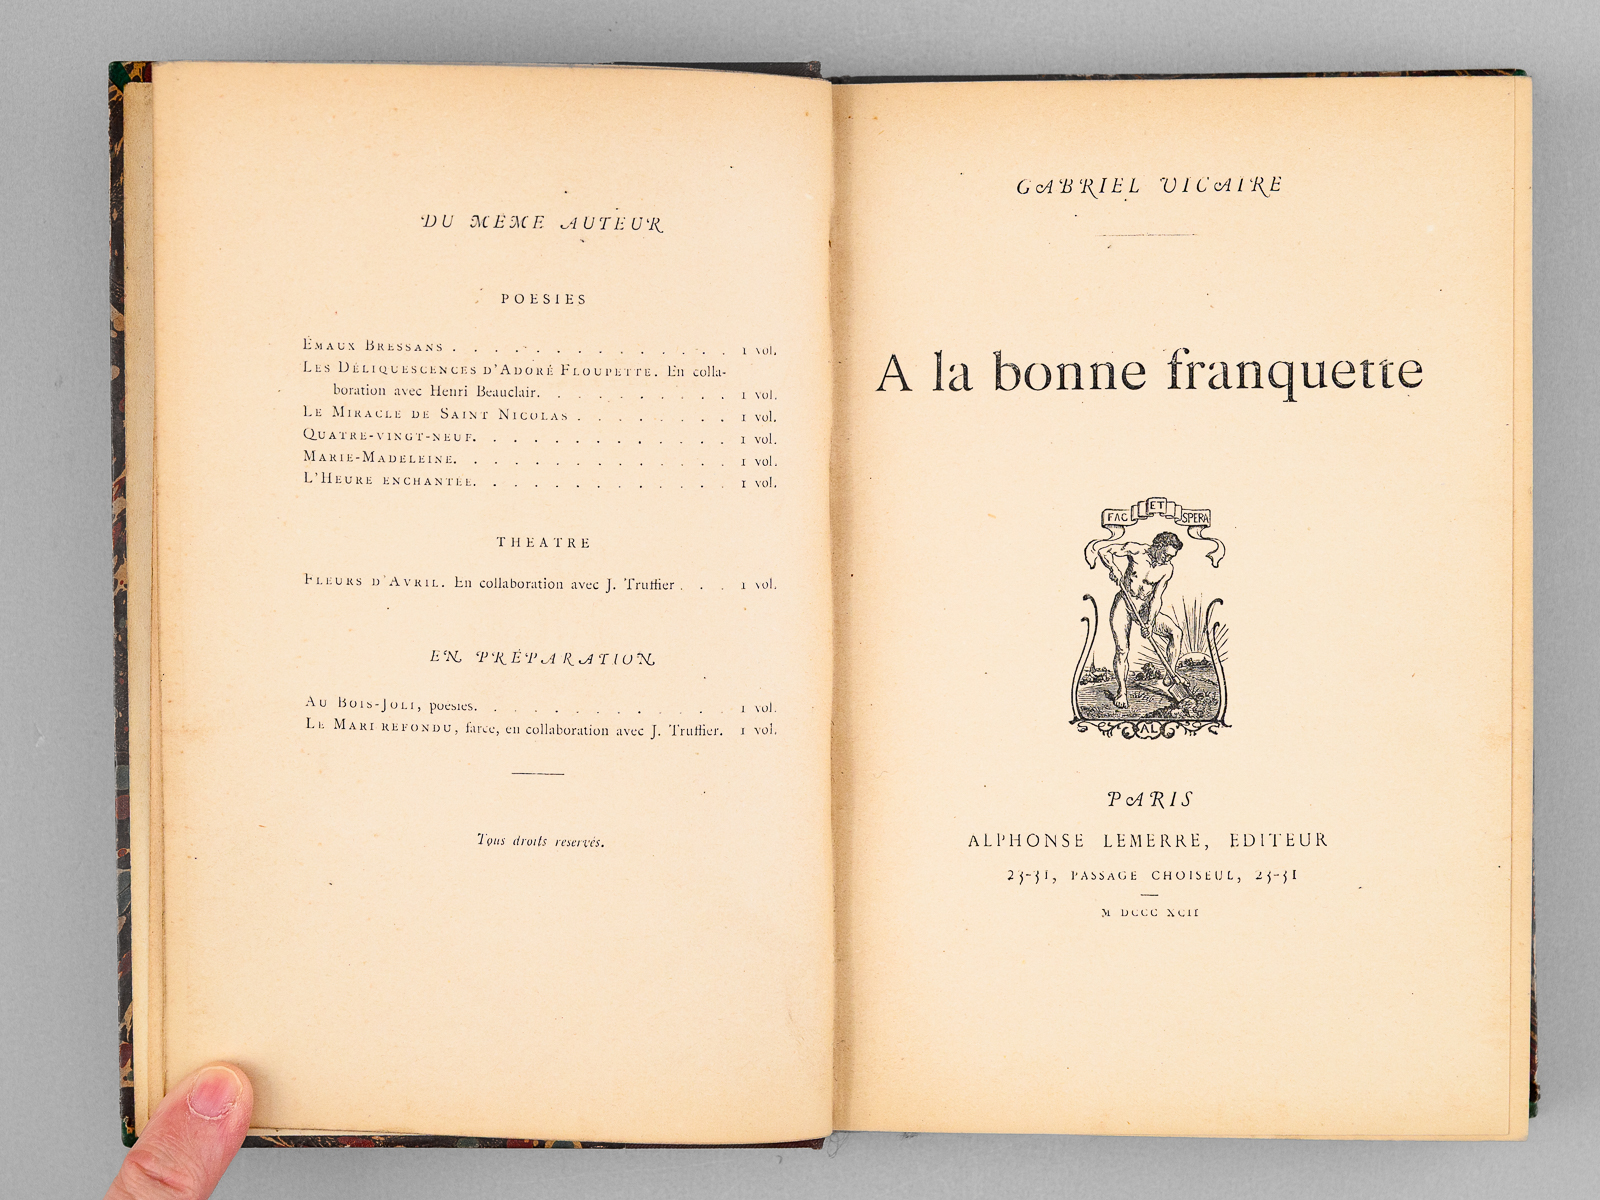 DU MÊME AUTEUR
POÉSIES
ÉMAUX BRESSANS . . . . . . . . . . . . . . 1 vol.
LES DÉLIQUESCENCES D'ADORÉ FLOUPETTE. En colla-
boration avec Henri Beauclair. . . . . . . . . . 1 vol.
LE MIRACLE DE SAINT NICOLAS . . . . . . . . 1 vol.
QUATRE-VINGT-NEUF. . . . . . . . . . . . . 1 vol.
MARIE-MADELEINE. . . . . . . . . . . . . . 1 vol.
L'HEURE ENCHANTÉE. . . . . . . . . . . . . 1 vol.
THÉATRE
FLEURS D'AVRIL. En collaboration avec J. Truffier . . . 1 vol.
EN PRÉPARATION
AU BOIS-JOLI, poésies. . . . . . . . . . . . . 1 vol.
LE MARI REFONDU, farce, en collaboration avec J. Truffier. 1 vol.
Tous droits réservés.
GABRIEL VICAIRE
A la bonne franquette
FAC ET SPERA
AL
PARIS
ALPHONSE LEMERRE, ÉDITEUR
23-31, PASSAGE CHOISEUL, 23-31
M DCCC XCII